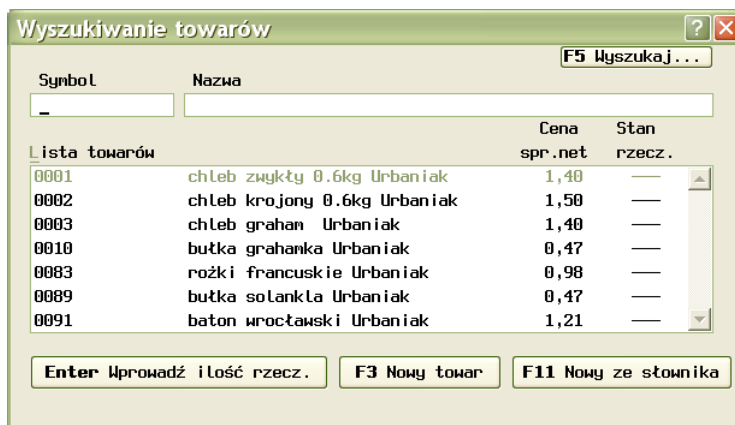 Wyszukiwanie towarów
F5 Wyszukaj...
Symbol Nazwa
Cena Stan
Lista towarów spr.net rzecz.
0001 chleb zwykły 0.6kg Urbaniak 1,40 ——
0002 chleb krojony 0.6kg Urbaniak 1,50 ——
0003 chleb graham Urbaniak 1,40 ——
0010 bułka grahamka Urbaniak 0,47 ——
0083 rożki francuskie Urbaniak 0,98 ——
0089 bułka solankla Urbaniak 0,47 ——
0091 baton wrocławski Urbaniak 1,21 ——
Enter Wprowadź ilość rzecz. F3 Nowy towar F11 Nowy ze słownika